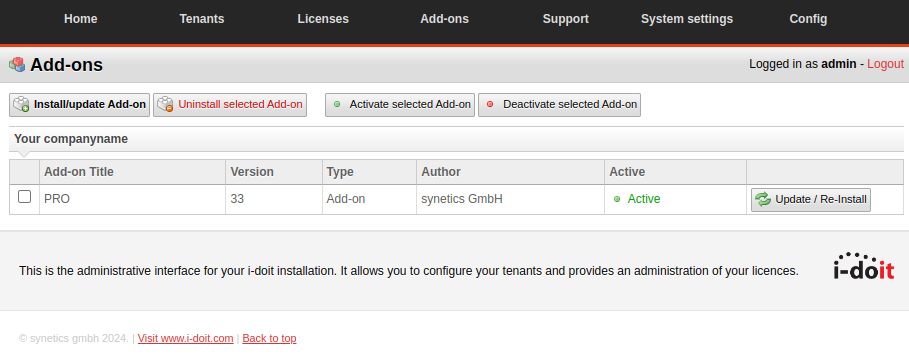 Home Tenants Licenses Add-ons Support System settings Config
Add-ons Logged in as admin - Logout
Install/update Add-on Uninstall selected Add-on Activate selected Add-on Deactivate selected Add-on
Your companyname
Add-on Title Version Type Author Active
PRO 33 Add-on synetics GmbH Active Update / Re-Install
This is the administrative interface for your i-doit installation. It allows you to configure your tenants and provides an administration of your licences.
i-doit
© synetics gmbh 2024. | Visit www.i-doit.com | Back to top